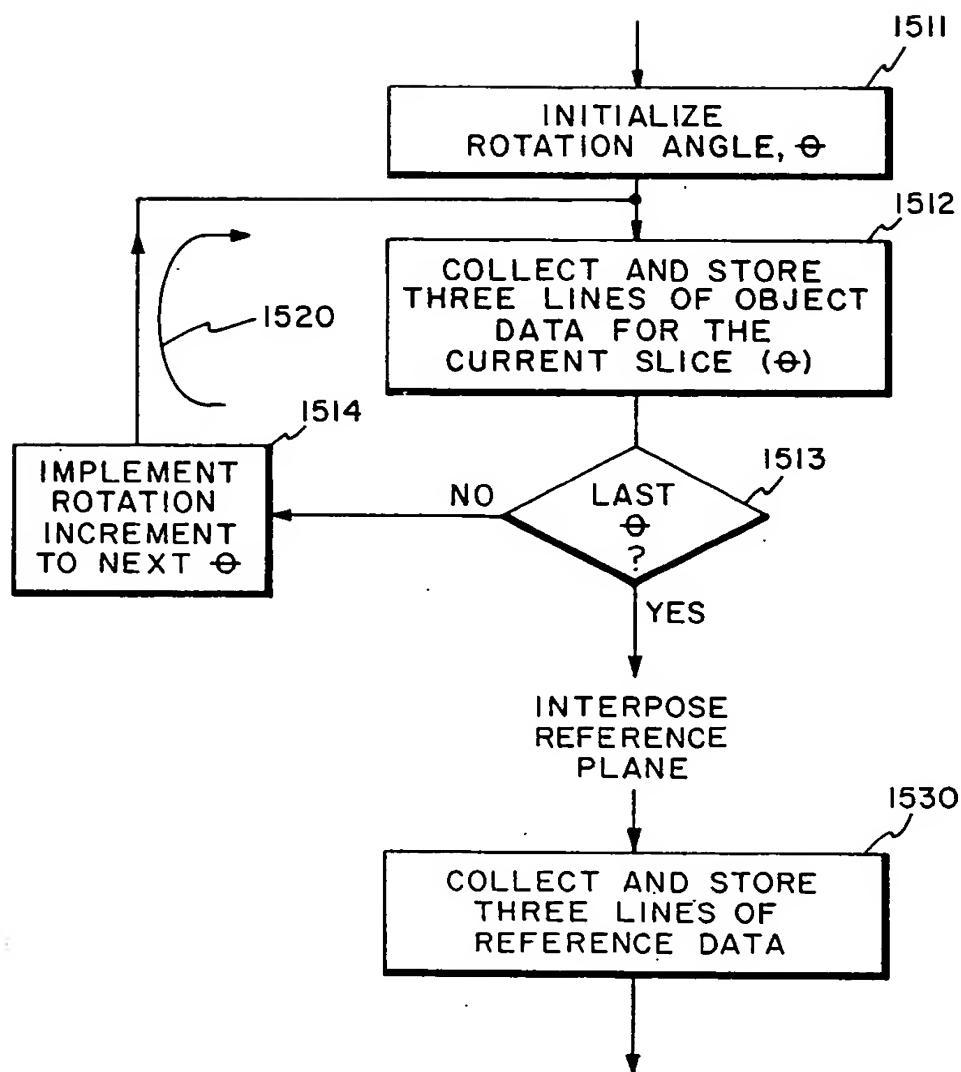 1511
INITIALIZE
ROTATION ANGLE, Θ
1512
COLLECT AND STORE
THREE LINES OF OBJECT
DATA FOR THE
CURRENT SLICE (Θ)
1520
1514
IMPLEMENT
ROTATION
INCREMENT
TO NEXT Θ
1513
NO
LAST
Θ
?
YES
INTERPOSE
REFERENCE
PLANE
1530
COLLECT AND STORE
THREE LINES OF
REFERENCE DATA